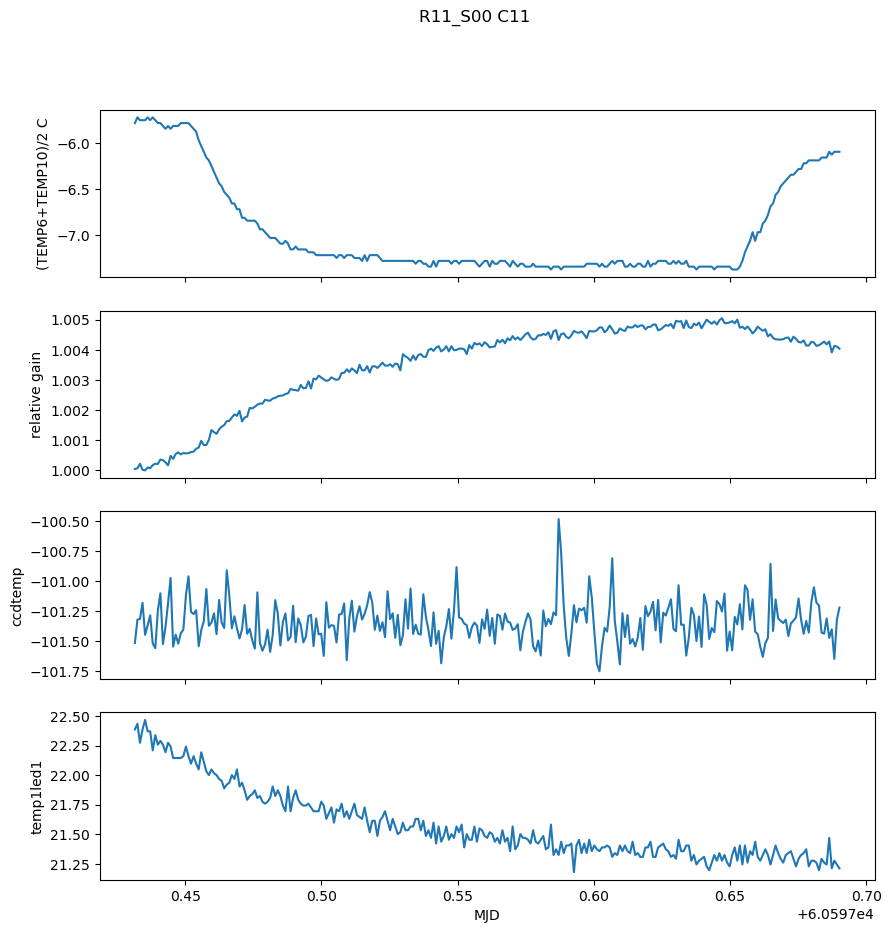 R11_S00 C11
(TEMP6+TEMP10)/2 C
−6.0
−6.5
−7.0
relative gain
1.005
1.004
1.003
1.002
1.001
1.000
ccdtemp
−100.50
−100.75
−101.00
−101.25
−101.50
−101.75
temp1led1
22.50
22.25
22.00
21.75
21.50
21.25
0.45 0.50 0.55 0.60 0.65 0.70
MJD
+6.0597e4